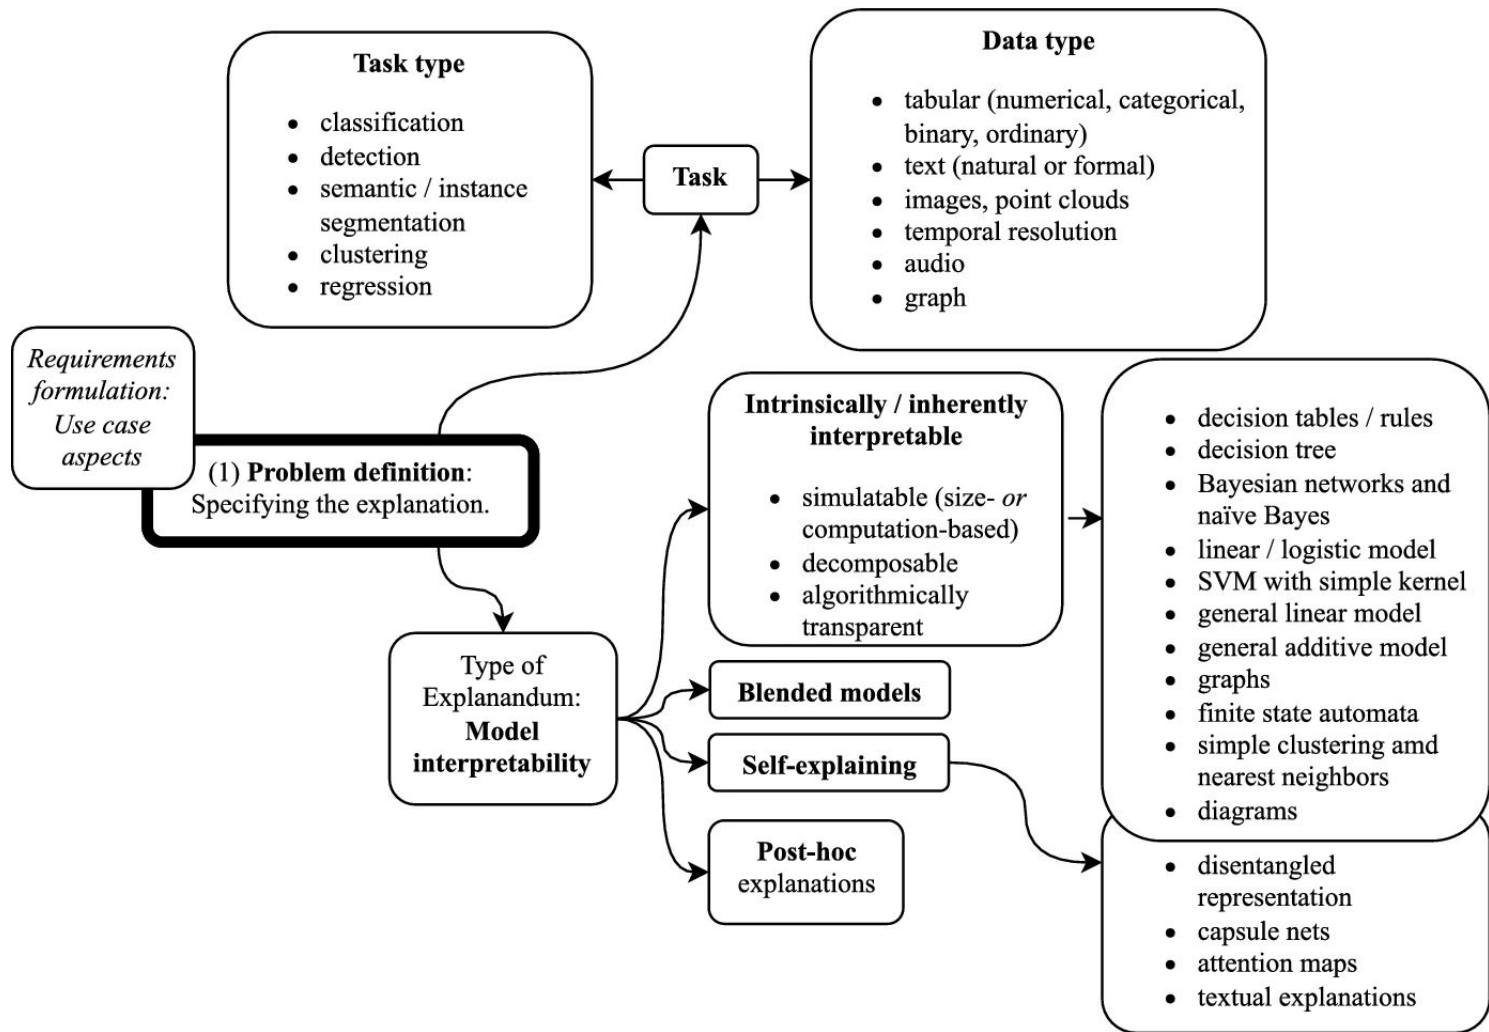 Task type
• classification
• detection
• semantic / instance
segmentation
• clustering
• regression
Task
Data type
• tabular (numerical, categorical,
binary, ordinary)
• text (natural or formal)
• images, point clouds
• temporal resolution
• audio
• graph
Requirements
formulation:
Use case
aspects
(1) Problem definition:
Specifying the explanation.
Type of
Explanandum:
Model
interpretability
Intrinsically / inherently
interpretable
• simulatable (size- or
computation-based)
• decomposable
• algorithmically
transparent
Blended models
Self-explaining
Post-hoc
explanations
• decision tables / rules
• decision tree
• Bayesian networks and
naïve Bayes
• linear / logistic model
• SVM with simple kernel
• general linear model
• general additive model
• graphs
• finite state automata
• simple clustering amd
nearest neighbors
• diagrams
• disentangled
representation
• capsule nets
• attention maps
• textual explanations